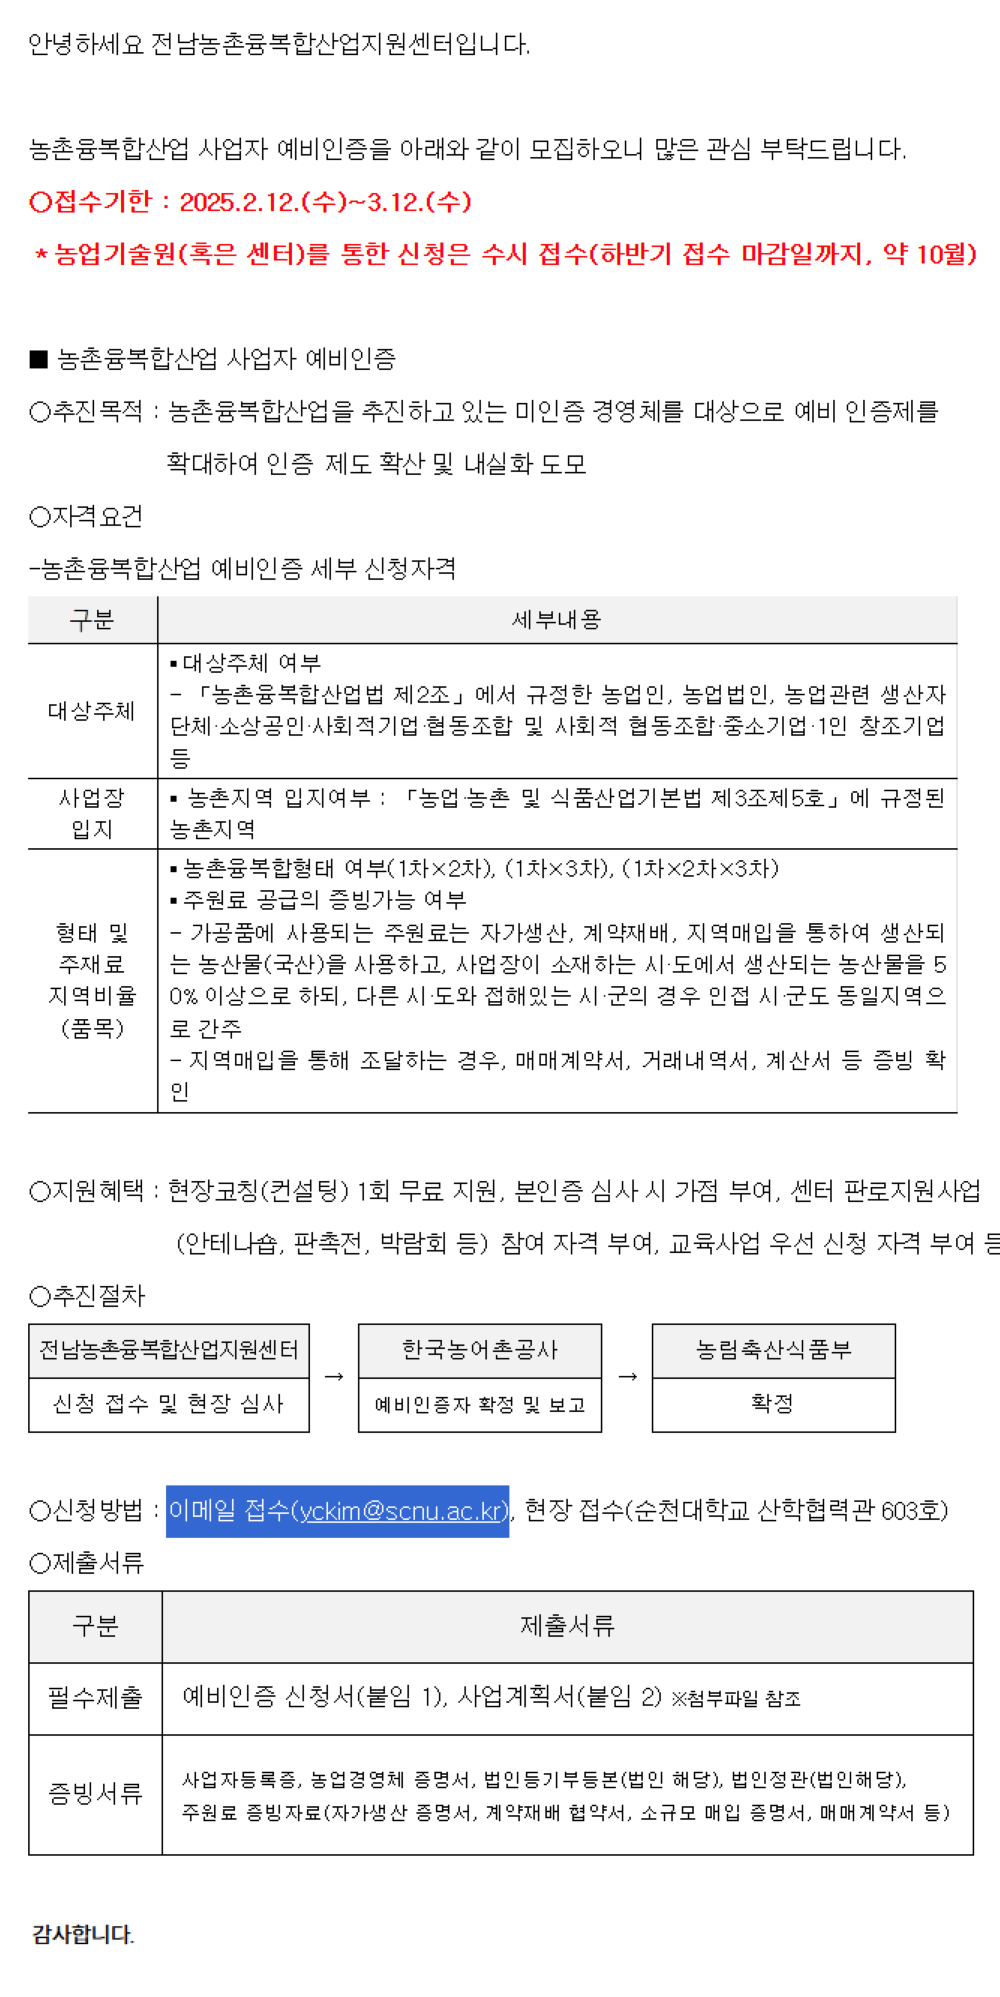 안녕하세요 전남농촌융복합산업지원센터입니다.
농촌융복합산업 사업자 예비인증을 아래와 같이 모집하오니 많은 관심 부탁드립니다.
○접수기한 : 2025.2.12.(수)~3.12.(수)
* 농업기술원(혹은 센터)를 통한 신청은 수시 접수(하반기 접수 마감일까지, 약 10월)
■ 농촌융복합산업 사업자 예비인증
○추진목적 : 농촌융복합산업을 추진하고 있는 미인증 경영체를 대상으로 예비 인증제를
확대하여 인증 제도 확산 및 내실화 도모
○자격요건
-농촌융복합산업 예비인증 세부 신청자격
구분
세부내용
대상주체
▪대상주체 여부
- 「농촌융복합산업법 제2조」에서 규정한 농업인, 농업법인, 농업관련 생산자
단체·소상공인·사회적기업·협동조합 및 사회적 협동조합·중소기업·1인 창조기업
등
사업장
입지
▪ 농촌지역 입지여부 : 「농업·농촌 및 식품산업기본법 제3조제5호」에 규정된
농촌지역
형태 및
주재료
지역비율
(품목)
▪농촌융복합형태 여부(1차×2차), (1차×3차), (1차×2차×3차)
▪주원료 공급의 증빙가능 여부
- 가공품에 사용되는 주원료는 자가생산, 계약재배, 지역매입을 통하여 생산되
는 농산물(국산)을 사용하고, 사업장이 소재하는 시·도에서 생산되는 농산물을 5
0% 이상으로 하되, 다른 시·도와 접해있는 시·군의 경우 인접 시·군도 동일지역으
로 간주
- 지역매입을 통해 조달하는 경우, 매매계약서, 거래내역서, 계산서 등 증빙 확
인
○지원혜택 : 현장코칭(컨설팅) 1회 무료 지원, 본인증 심사 시 가점 부여, 센터 판로지원사업
(안테나숍, 판촉전, 박람회 등) 참여 자격 부여, 교육사업 우선 신청 자격 부여 등
○추진절차
전남농촌융복합산업지원센터
신청 접수 및 현장 심사
→
한국농어촌공사
예비인증자 확정 및 보고
→
농림축산식품부
확정
○신청방법 : 이메일 접수(yckim@scnu.ac.kr), 현장 접수(순천대학교 산학협력관 603호)
○제출서류
구분
제출서류
필수제출
예비인증 신청서(붙임 1), 사업계획서(붙임 2) ※첨부파일 참조
증빙서류
사업자등록증, 농업경영체 증명서, 법인등기부등본(법인 해당), 법인정관(법인해당),
주원료 증빙자료(자가생산 증명서, 계약재배 협약서, 소규모 매입 증명서, 매매계약서 등)
감사합니다.